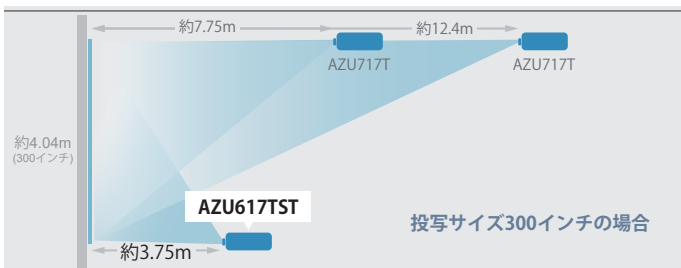 約7.75m
約12.4m
AZU717T
AZU717T
約4.04m
(300インチ)
AZU617TST
投写サイズ300インチの場合
約3.75m